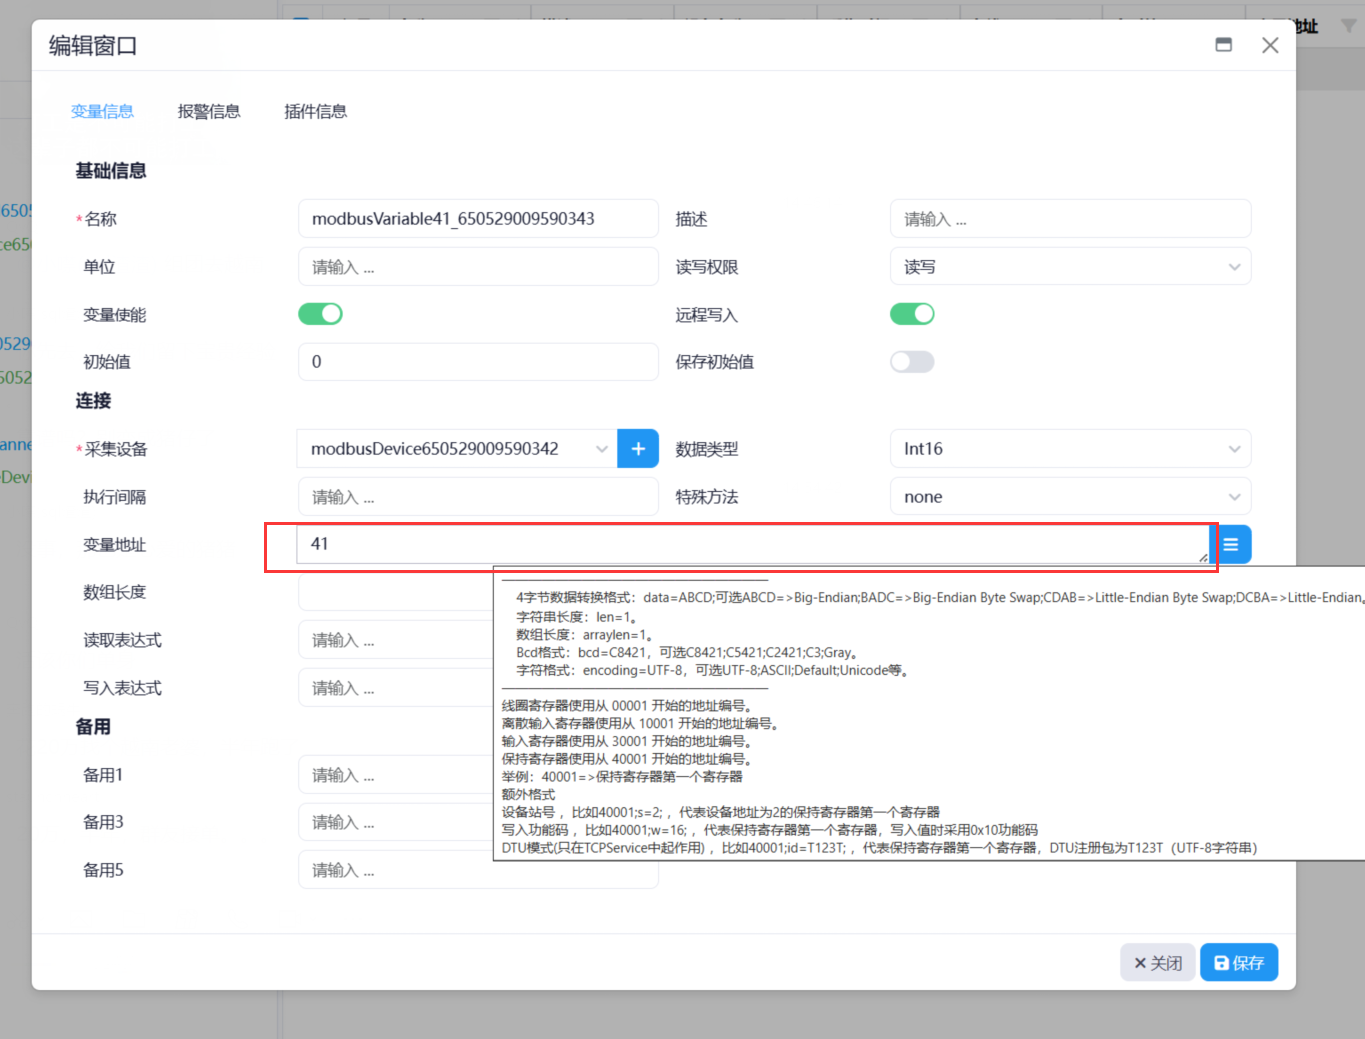 地址
编辑窗口
变量信息 报警信息 插件信息
基础信息
*名称 modbusVariable41_650529009590343 描述 请输入 ...
单位 请输入 ... 读写权限 读写
变量使能 远程写入
初始值 0 保存初始值
连接
*采集设备 modbusDevice650529009590342 + 数据类型 Int16
执行间隔 请输入 ... 特殊方法 none
变量地址 41
数组长度
读取表达式 请输入 ...
写入表达式 请输入 ...
备用
备用1 请输入 ...
备用3 请输入 ...
备用5 请输入 ...
4字节数据转换格式：data=ABCD;可选ABCD=>Big-Endian;BADC=>Big-Endian Byte Swap;CDAB=>Little-Endian Byte Swap;DCBA=>Little-Endian。
字符串长度：len=1。
数组长度：arraylen=1。
Bcd格式：bcd=C8421，可选C8421;C5421;C2421;C3;Gray。
字符格式：encoding=UTF-8，可选UTF-8;ASCII;Default;Unicode等。
线圈寄存器使用从 00001 开始的地址编号。
离散输入寄存器使用从 10001 开始的地址编号。
输入寄存器使用从 30001 开始的地址编号。
保持寄存器使用从 40001 开始的地址编号。
举例：40001=>保持寄存器第一个寄存器
额外格式
设备站号 ，比如40001;s=2; ，代表设备地址为2的保持寄存器第一个寄存器
写入功能码 ，比如40001;w=16; ，代表保持寄存器第一个寄存器，写入值时采用0x10功能码
DTU模式(只在TCPService中起作用) ，比如40001;id=T123T; ，代表保持寄存器第一个寄存器，DTU注册包为T123T（UTF-8字符串）
× 关闭 保存